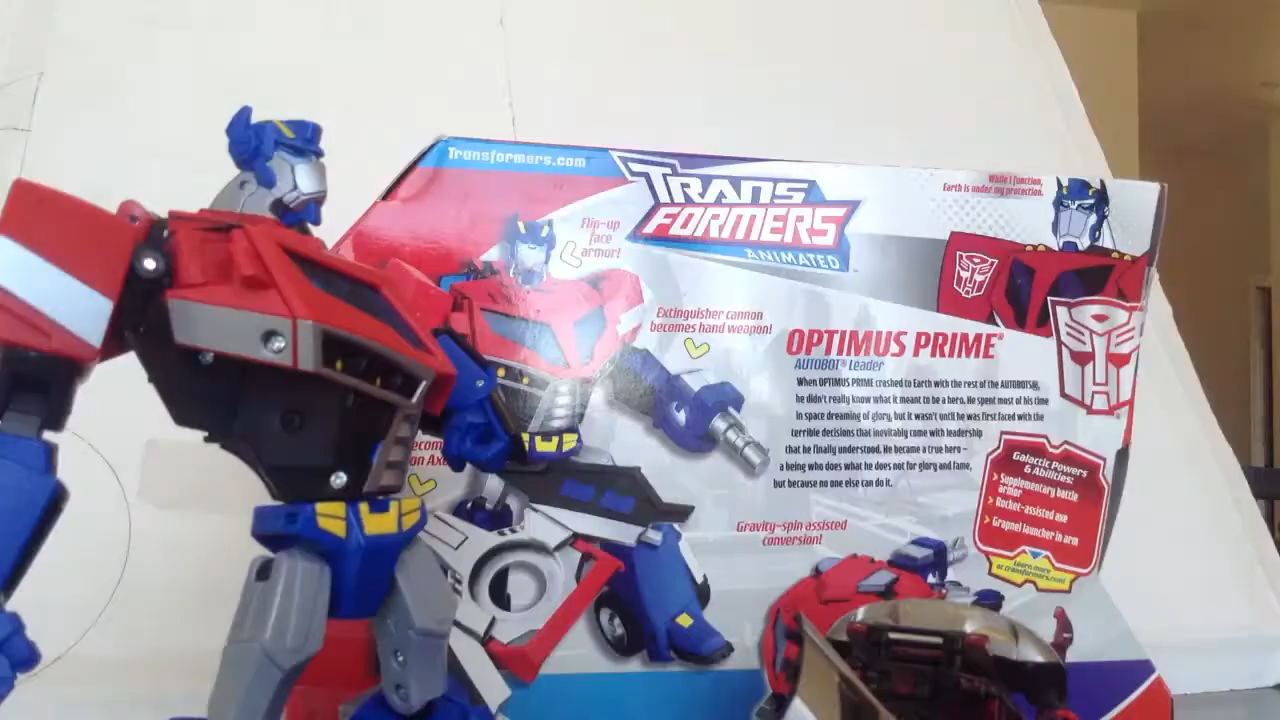 Transformers.com
TRANS
FORMERS
ANIMATED
While I function,
Earth is under my protection.
Flip-up
face
armor!
Extinguisher cannon
becomes hand weapon!
OPTIMUS PRIME®
AUTOBOT® Leader
When OPTIMUS PRIME crashed to Earth with the rest of the AUTOBOTS®,
he didn't really know what it meant to be a hero. He spent most of his time
in space dreaming of glory, but it wasn't until he was first faced with the
terrible decisions that inevitably come with leadership
that he finally understood. He became a true hero –
a being who does what he does not for glory and fame,
but because no one else can do it.
Galactic Powers
& Abilities:
Supplementary battle
armor
Rocket-assisted axe
Grapnel launcher in arm
Learn more
at transformers.com!
Gravity-spin assisted
conversion!